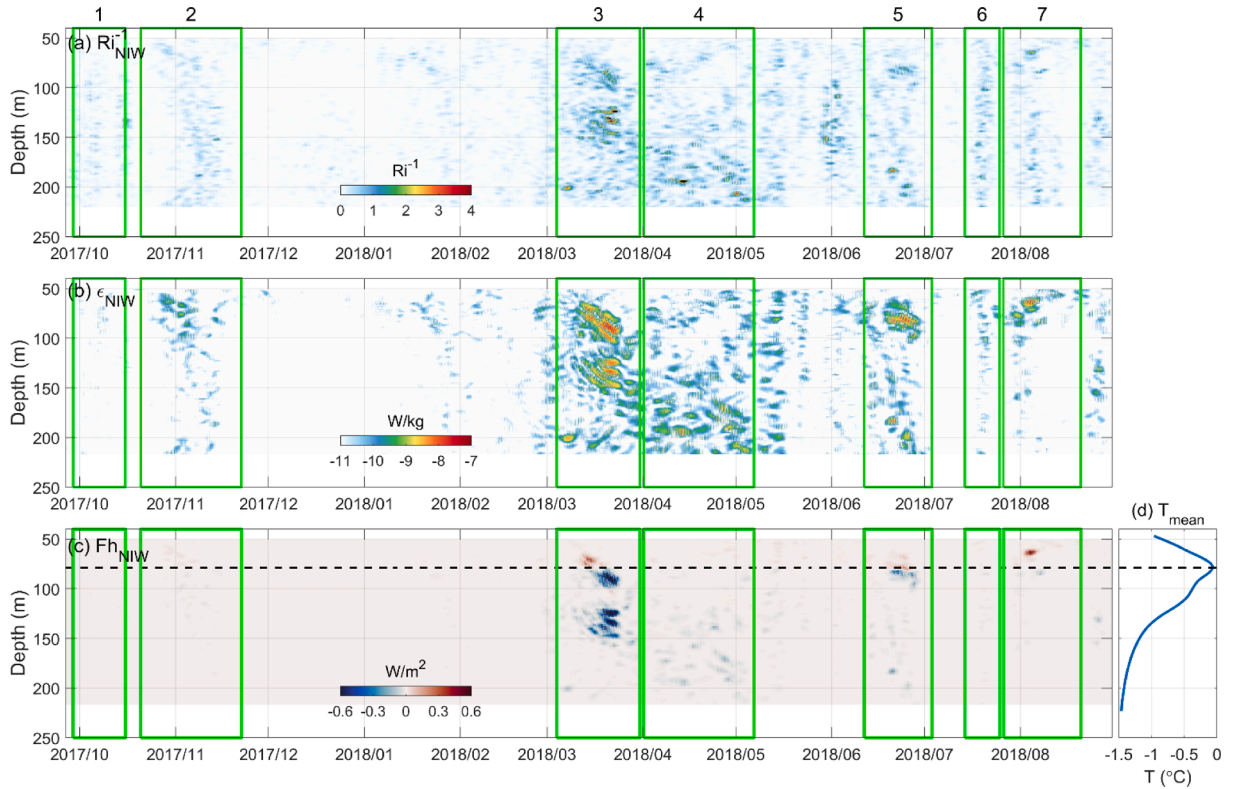 1 2 3 4 5 6 7
(a) Ri⁻¹NIW
50
100
150
200
250
Depth (m)
Ri⁻¹
0 1 2 3 4
2017/10 2017/11 2017/12 2018/01 2018/02 2018/03 2018/04 2018/05 2018/06 2018/07 2018/08
(b) ϵNIW
50
100
150
200
250
Depth (m)
W/kg
-11 -10 -9 -8 -7
2017/10 2017/11 2017/12 2018/01 2018/02 2018/03 2018/04 2018/05 2018/06 2018/07 2018/08
(c) FhNIW
50
100
150
200
250
Depth (m)
W/m²
-0.6 -0.3 0 0.3 0.6
2017/10 2017/11 2017/12 2018/01 2018/02 2018/03 2018/04 2018/05 2018/06 2018/07 2018/08
(d) Tmean
-1.5 -1 -0.5 0
T (°C)